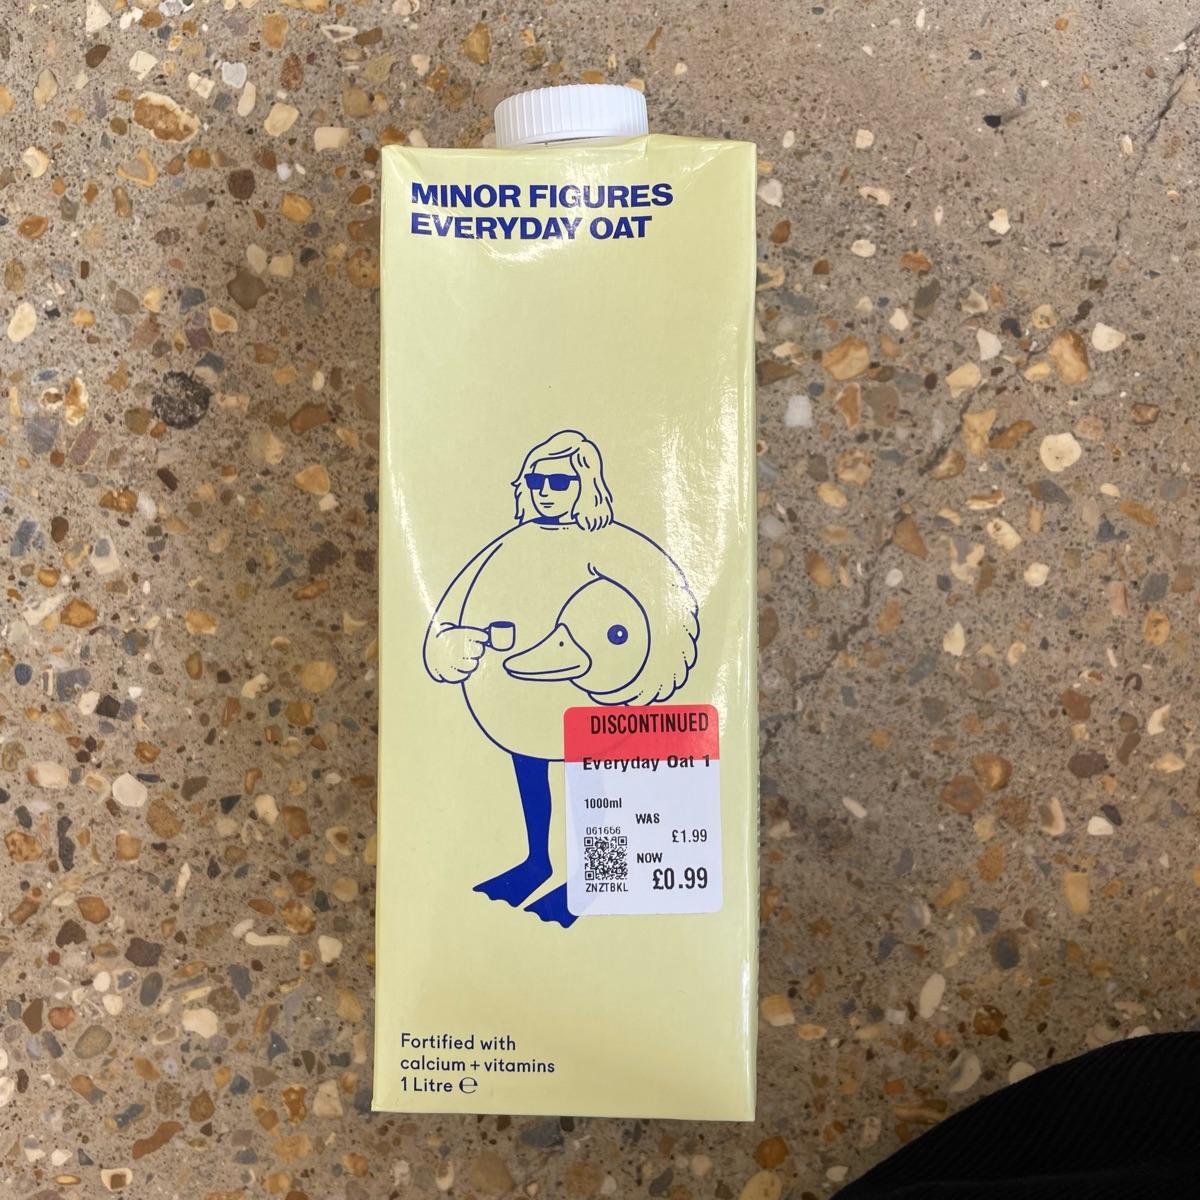 MINOR FIGURES
EVERYDAY OAT
DISCONTINUED
Everyday Oat 1
1000ml
WAS
061656
£1.99
NOW
£0.99
ZNZTBKL
Fortified with
calcium + vitamins
1 Litre ℮